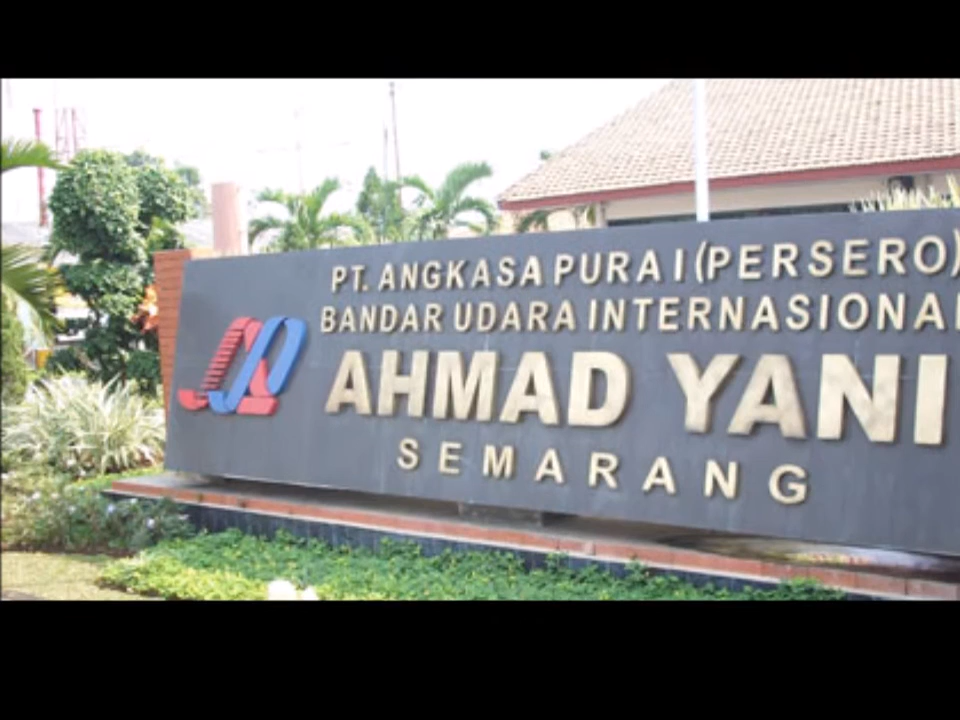 PT. ANGKASA PURA I (PERSERO)
BANDAR UDARA INTERNASIONAL
AHMAD YANI
SEMARANG